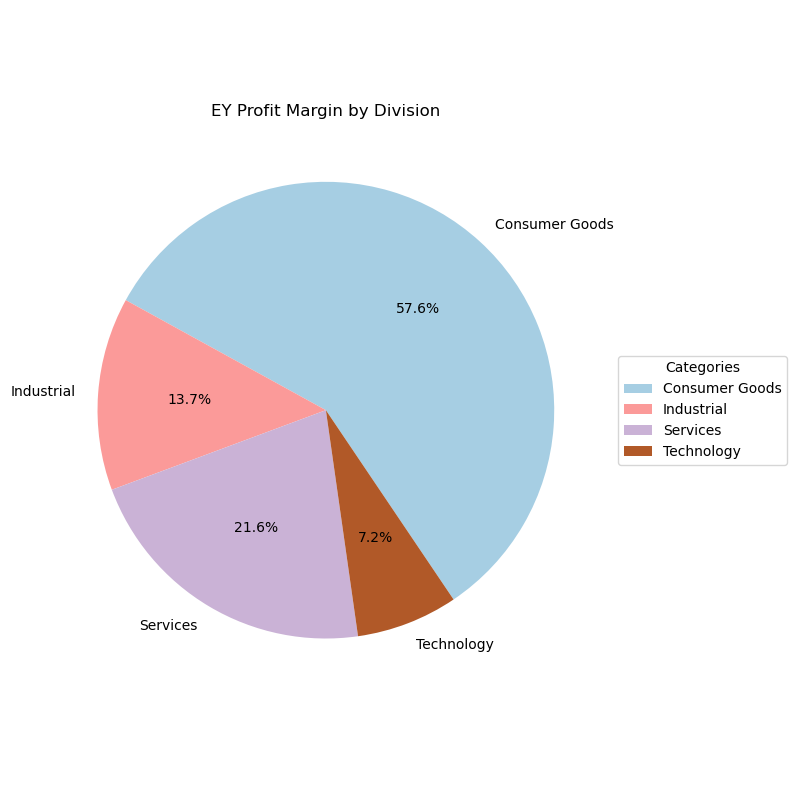 EY Profit Margin by Division
Consumer Goods
57.6%
Industrial
13.7%
Services
21.6%
Technology
7.2%
Categories
Consumer Goods
Industrial
Services
Technology